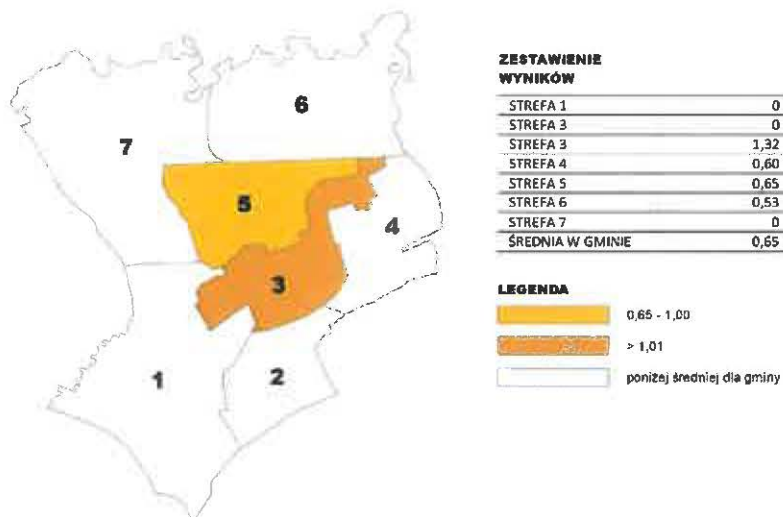 6
7
5
4
3
1
2
ZESTAWIENIE
WYNIKÓW
STREFA 1 0
STREFA 3 0
STREFA 3 1,32
STREFA 4 0,60
STREFA 5 0,65
STREFA 6 0,53
STREFA 7 0
ŚREDNIA W GMINIE 0,65
LEGENDA
0,65 - 1,00
> 1,01
poniżej średniej dla gminy